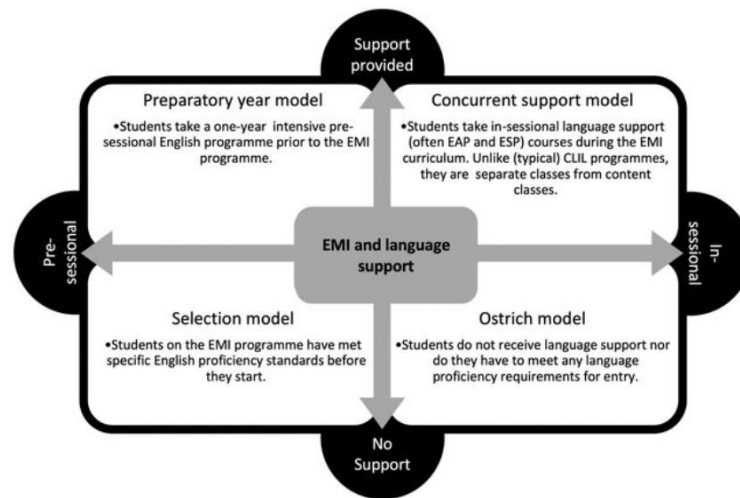 Support
provided
Preparatory year model
•Students take a one-year intensive pre-
sessional English programme prior to the EMI
programme.
Concurrent support model
•Students take in-sessional language support
(often EAP and ESP) courses during the EMI
curriculum. Unlike (typical) CLIL programmes,
they are separate classes from content
classes.
Pre-
sessional
EMI and language
support
In-
sessional
Selection model
•Students on the EMI programme have met
specific English proficiency standards before
they start.
Ostrich model
•Students do not receive language support nor
do they have to meet any language
proficiency requirements for entry.
No
Support